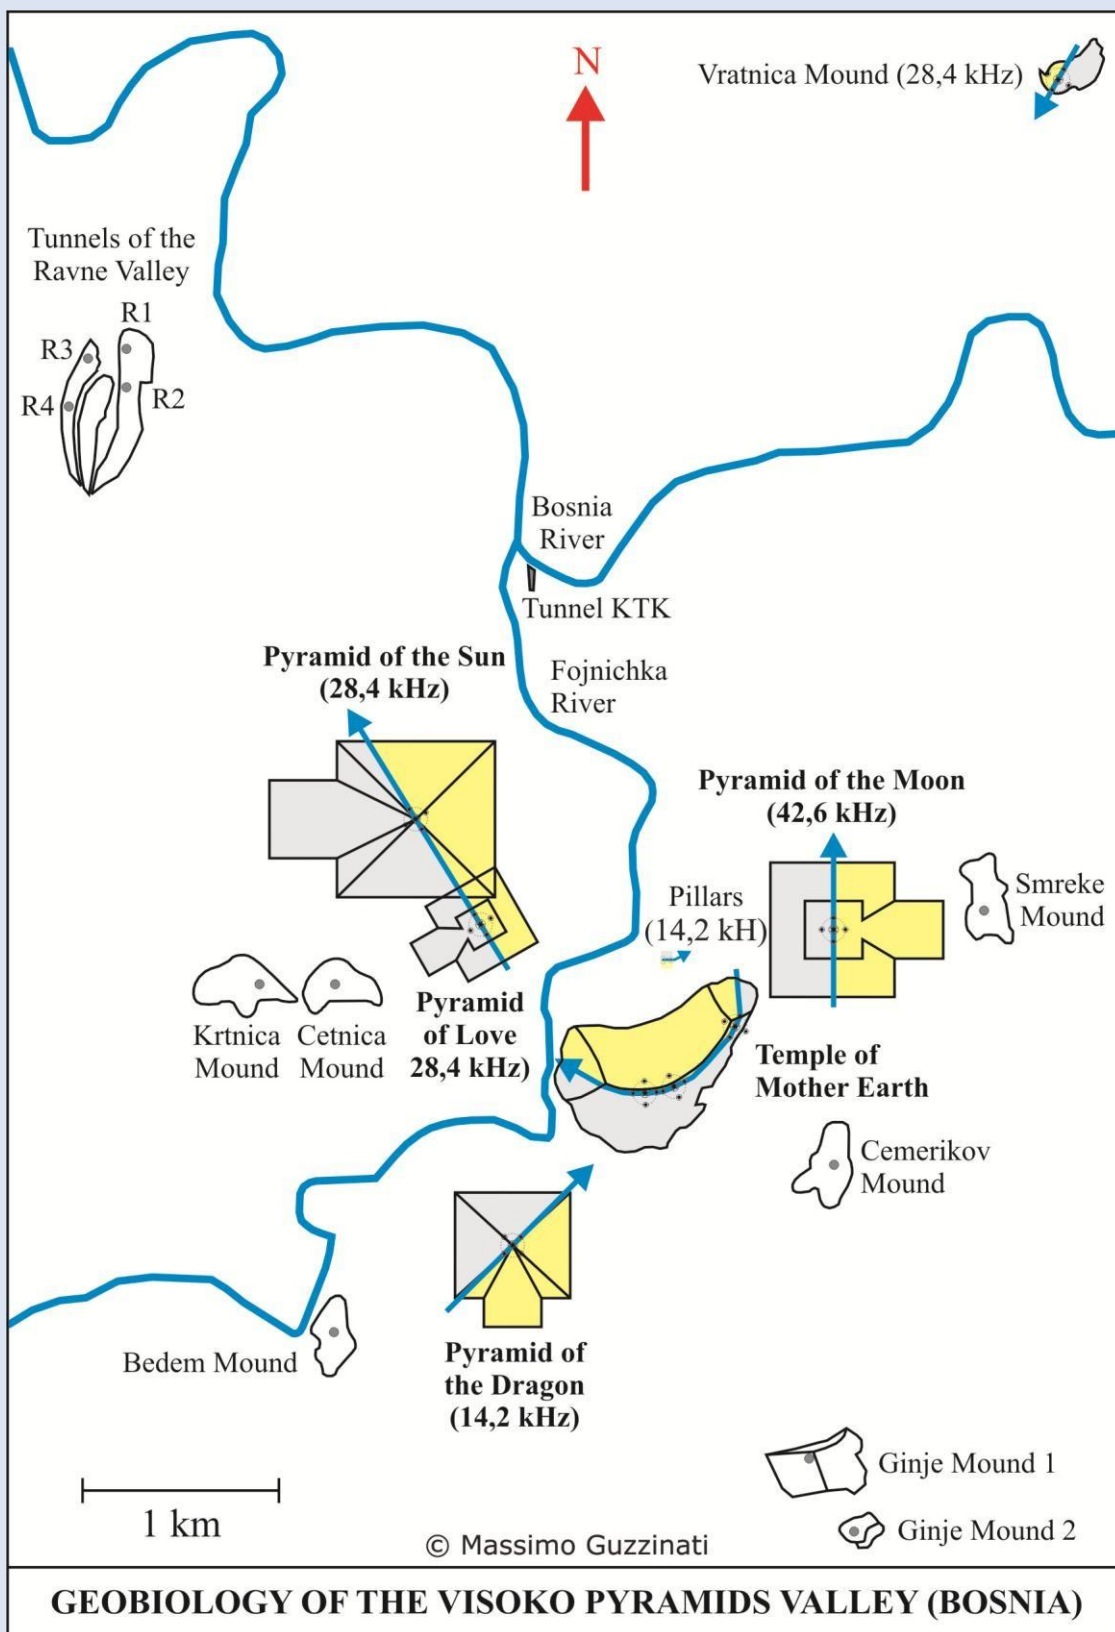 N
Vratnica Mound (28,4 kHz)
Tunnels of the
Ravne Valley
R1
R3
R4
R2
Bosnia
River
Tunnel KTK
Pyramid of the Sun
(28,4 kHz)
Fojnichka
River
Pyramid of the Moon
(42,6 kHz)
Pillars
(14,2 kH)
Smreke
Mound
Krtnica
Mound
Cetnica
Mound
Pyramid
of Love
28,4 kHz)
Temple of
Mother Earth
Cemerikov
Mound
Bedem Mound
Pyramid of
the Dragon
(14,2 kHz)
Ginje Mound 1
Ginje Mound 2
1 km
© Massimo Guzzinati
GEOBIOLOGY OF THE VISOKO PYRAMIDS VALLEY (BOSNIA)